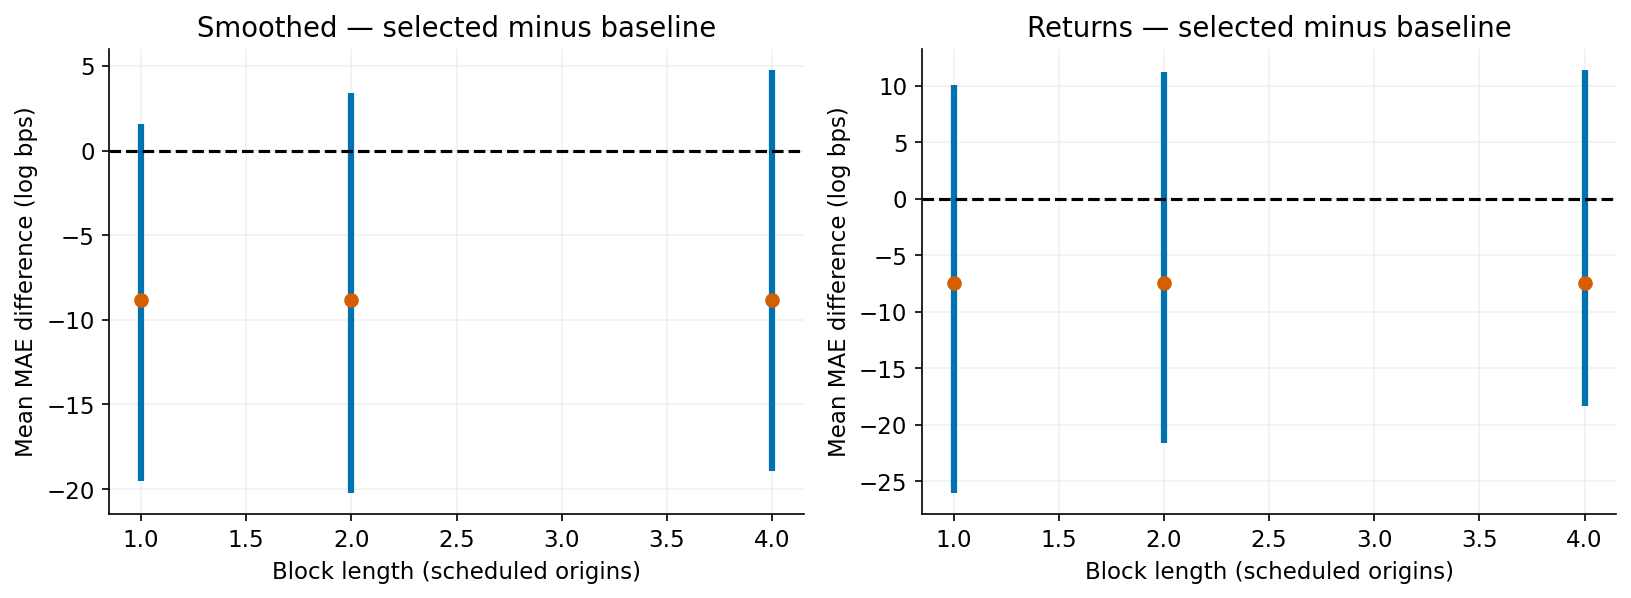 Smoothed — selected minus baseline
Mean MAE difference (log bps)
5
0
−5
−10
−15
−20
1.0 1.5 2.0 2.5 3.0 3.5 4.0
Block length (scheduled origins)
Returns — selected minus baseline
Mean MAE difference (log bps)
10
5
0
−5
−10
−15
−20
−25
1.0 1.5 2.0 2.5 3.0 3.5 4.0
Block length (scheduled origins)